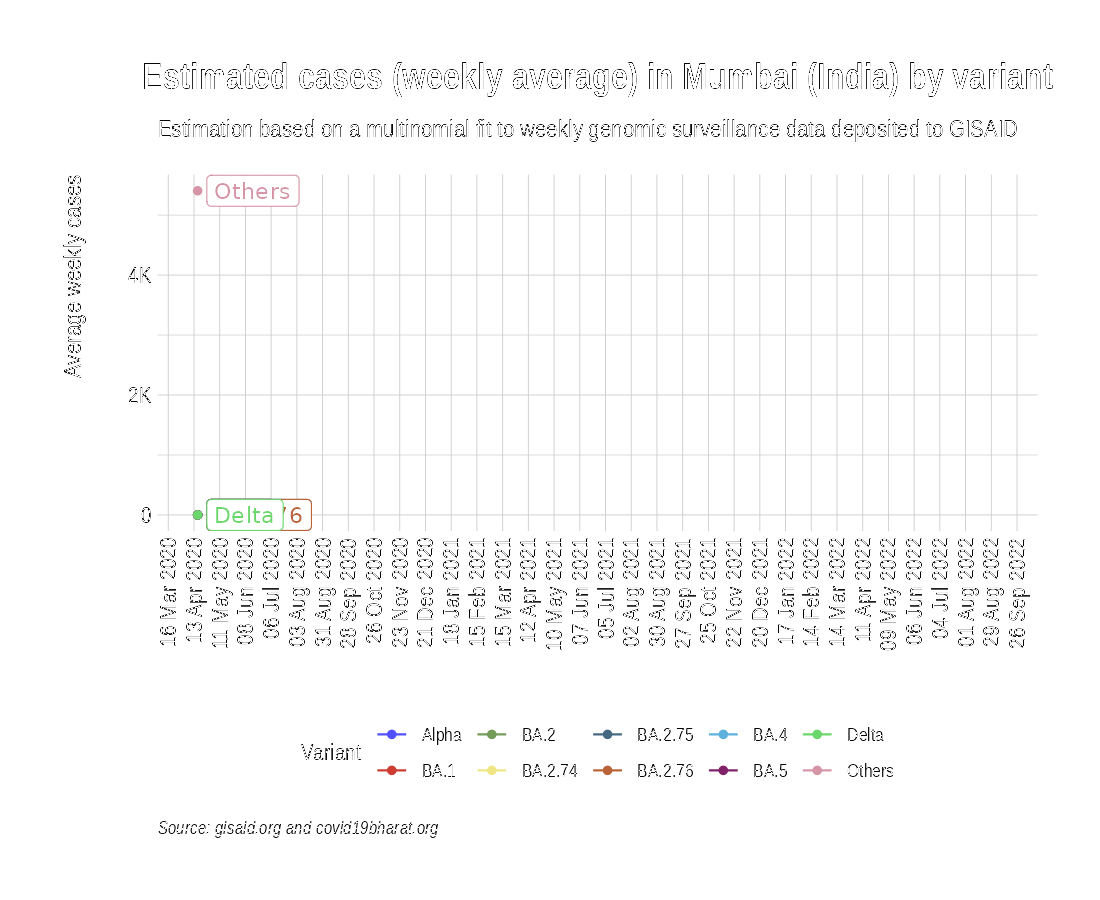 Estimated cases (weekly average) in Mumbai (India) by variant
Estimation based on a multinomial fit to weekly genomic surveillance data deposited to GISAID
Average weekly cases
Others
4K
2K
0
Delta
76
16 Mar 2020
13 Apr 2020
11 May 2020
08 Jun 2020
06 Jul 2020
03 Aug 2020
31 Aug 2020
28 Sep 2020
26 Oct 2020
23 Nov 2020
21 Dec 2020
18 Jan 2021
15 Feb 2021
15 Mar 2021
12 Apr 2021
10 May 2021
07 Jun 2021
05 Jul 2021
02 Aug 2021
30 Aug 2021
27 Sep 2021
25 Oct 2021
22 Nov 2021
20 Dec 2021
17 Jan 2022
14 Feb 2022
14 Mar 2022
11 Apr 2022
09 May 2022
06 Jun 2022
04 Jul 2022
01 Aug 2022
29 Aug 2022
26 Sep 2022
Variant
Alpha BA.2 BA.2.75 BA.4 Delta
BA.1 BA.2.74 BA.2.76 BA.5 Others
Source: gisaid.org and covid19bharat.org